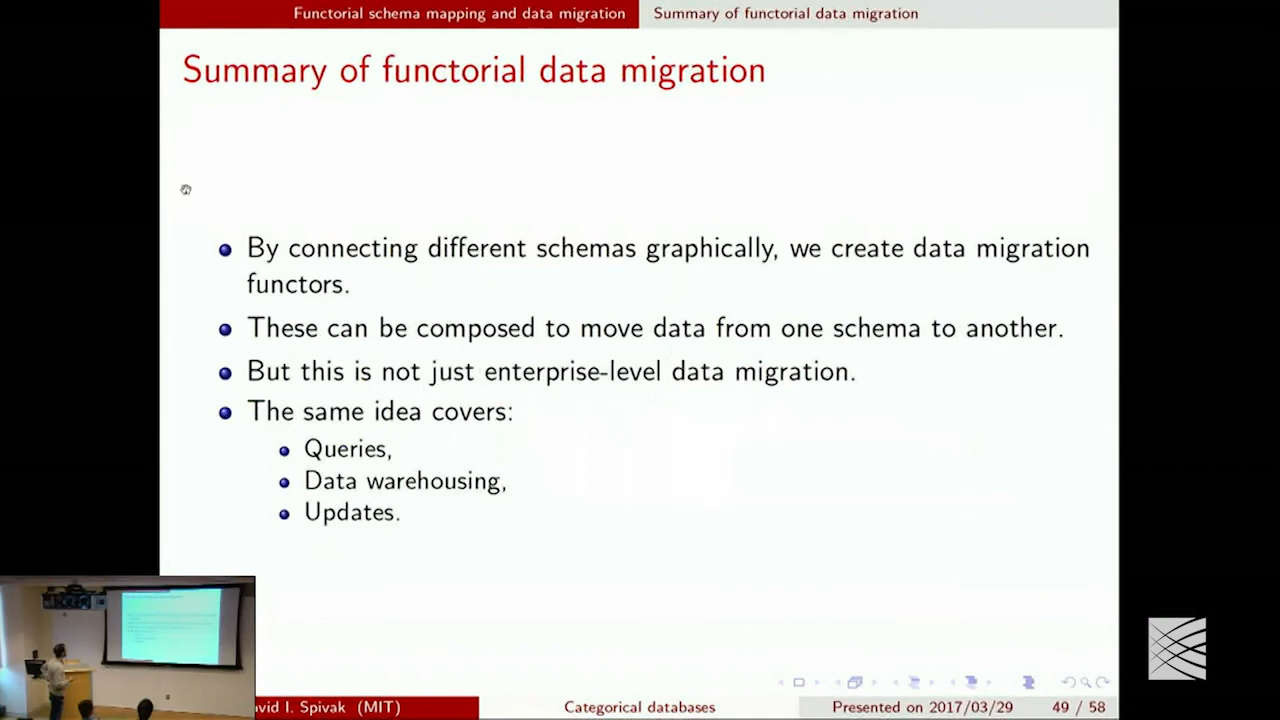 Functorial schema mapping and data migration Summary of functorial data migration
Summary of functorial data migration
By connecting different schemas graphically, we create data migration
functors.
These can be composed to move data from one schema to another.
But this is not just enterprise-level data migration.
The same idea covers:
Queries,
Data warehousing,
Updates.
avid I. Spivak (MIT) Categorical databases Presented on 2017/03/29 49 / 58